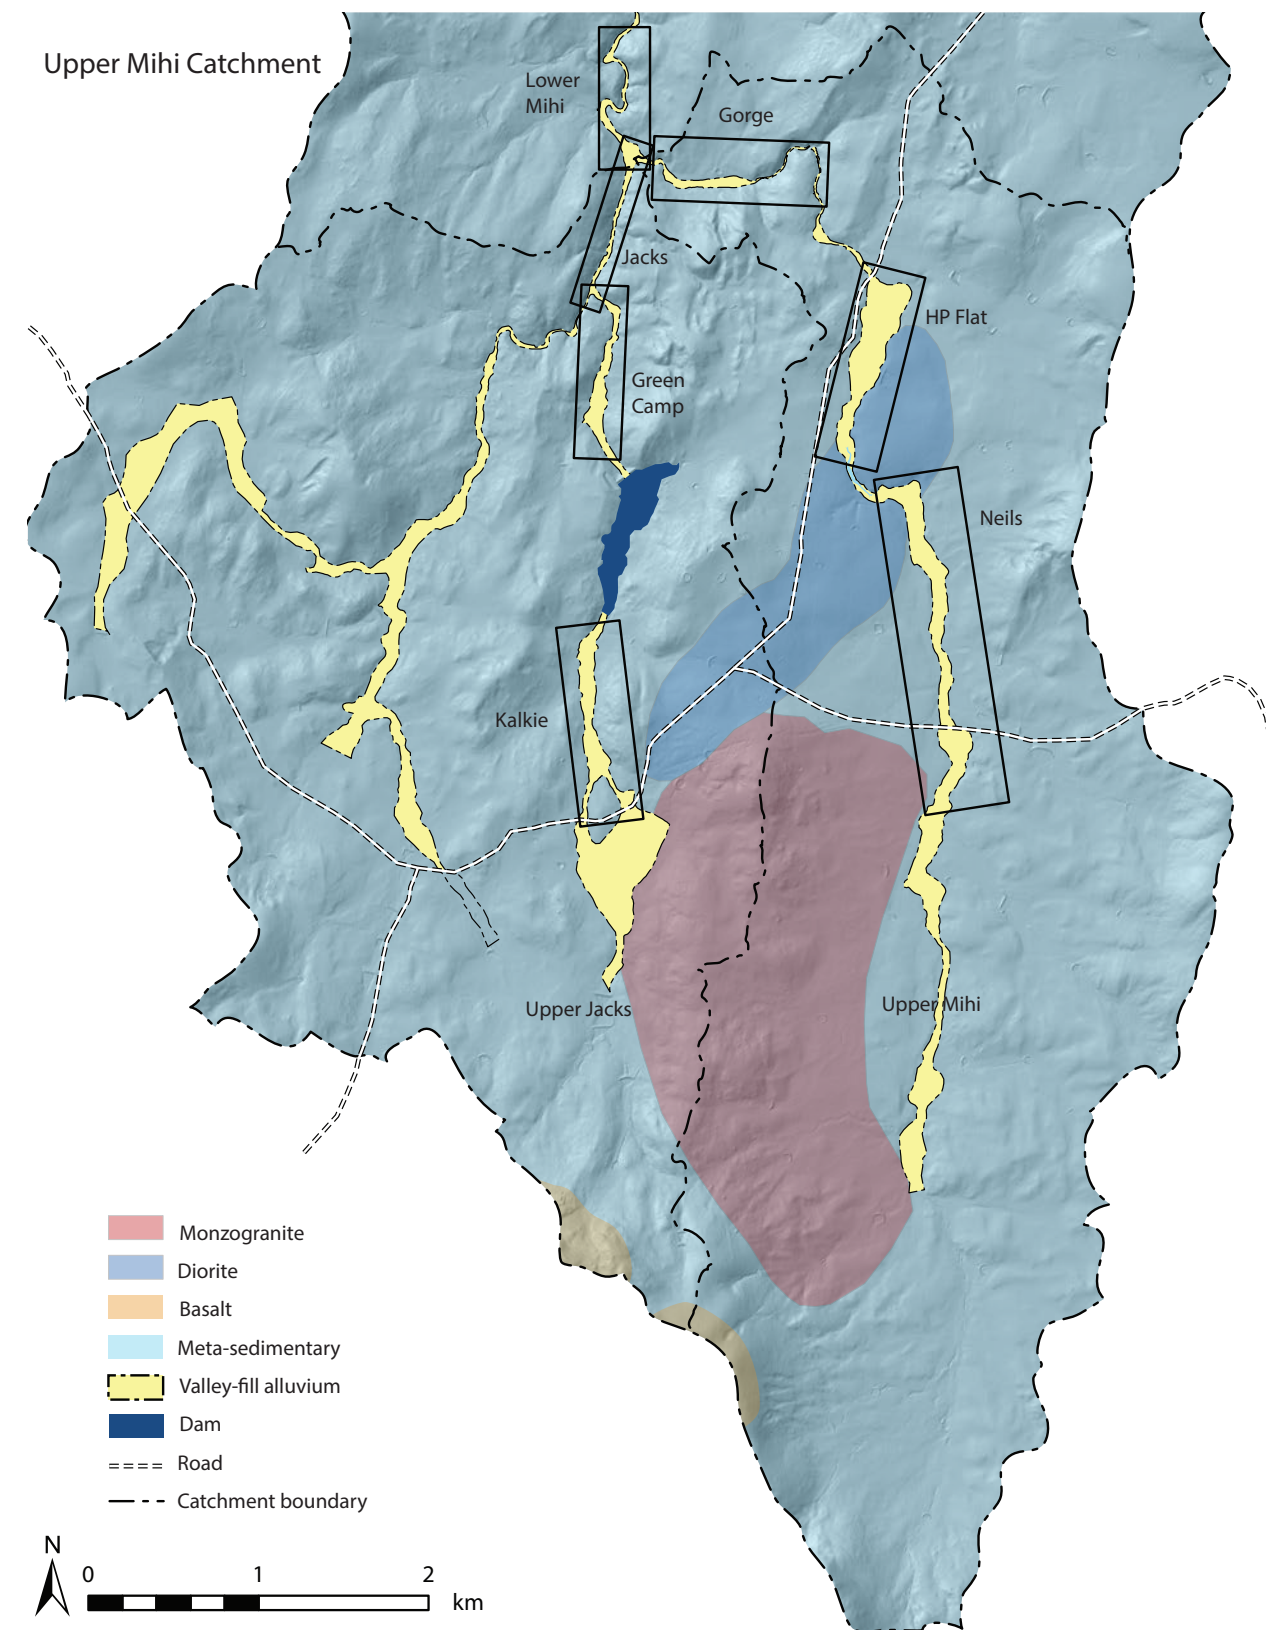 Upper Mihi Catchment
Lower
Mihi
Gorge
Jacks
HP Flat
Green
Camp
Neils
Kalkie
Upper Jacks
Upper Mihi
Monzogranite
Diorite
Basalt
Meta-sedimentary
Valley-fill alluvium
Dam
Road
Catchment boundary
N
0 1 2
km